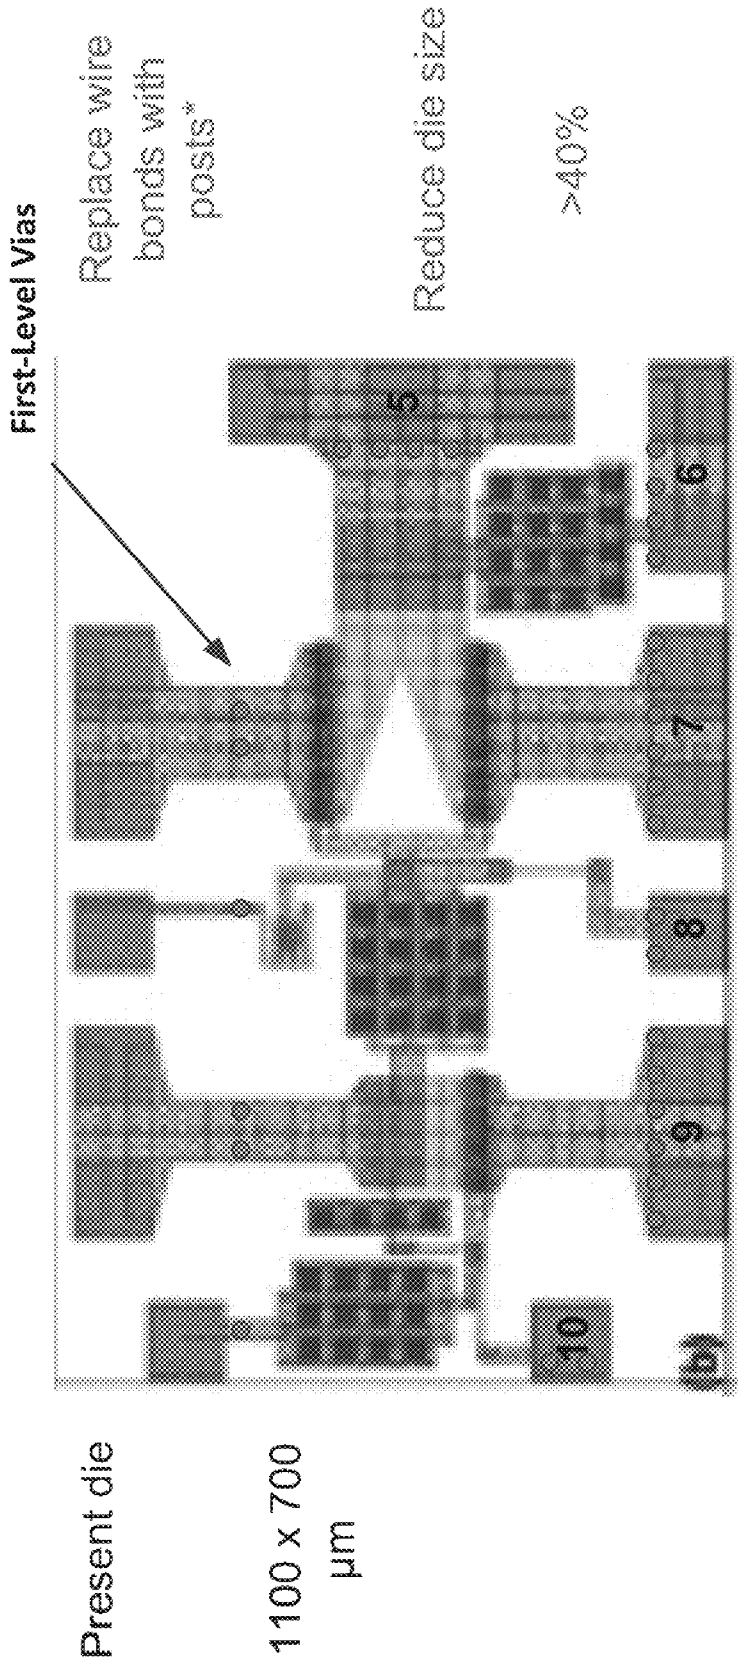 Present die
1100 x 700
µm
First-Level Vias
Replace wire
bonds with
posts*
Reduce die size
>40%
5
6
7
8
9
10
(b)